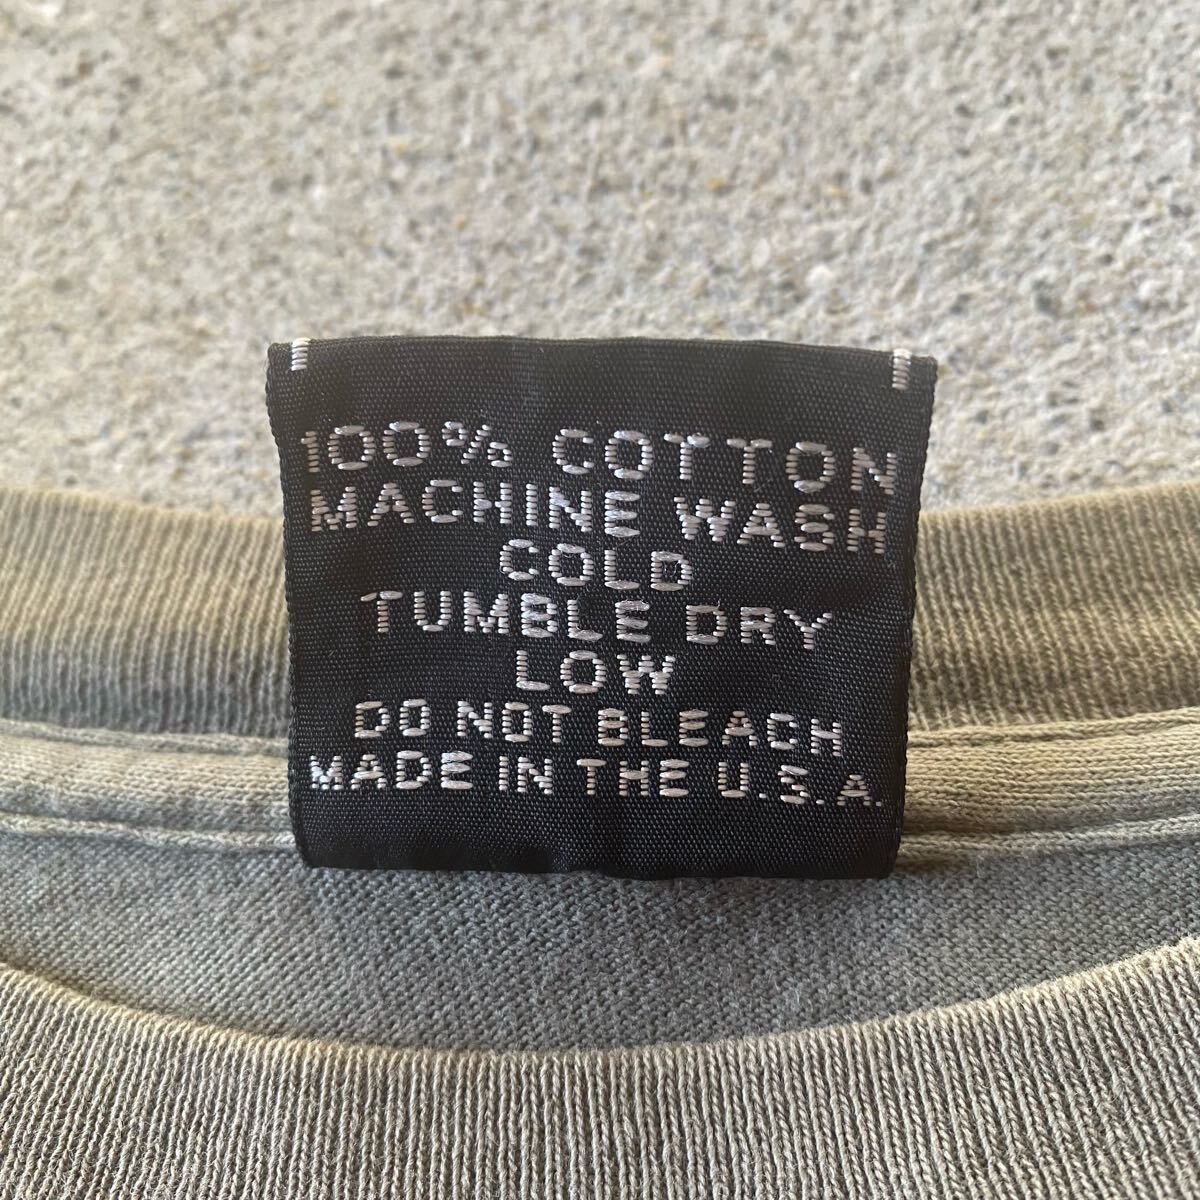 100% COTTON
MACHINE WASH
COLD
TUMBLE DRY
LOW
DO NOT BLEACH
MADE IN THE U.S.A.